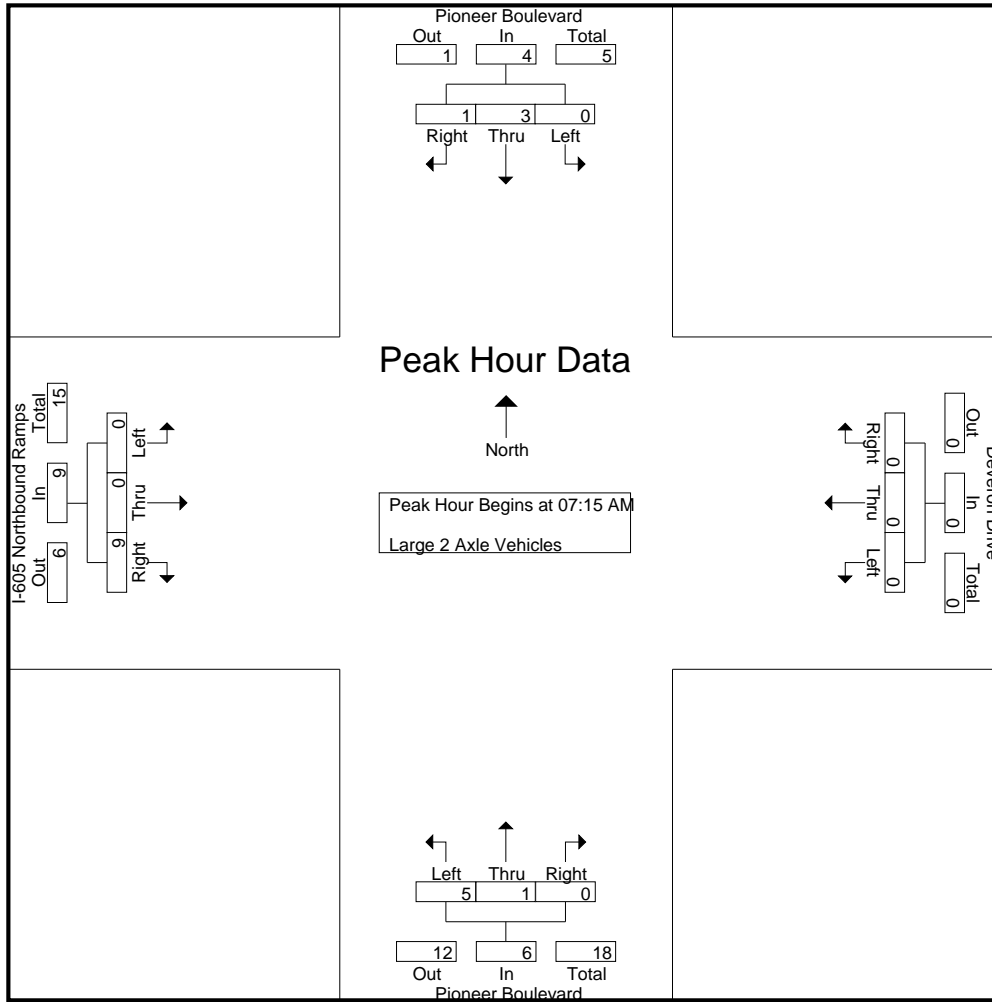 Pioneer Boulevard
Out In Total
1 4 5
1 3 0
Right Thru Left
Peak Hour Data
North
Peak Hour Begins at 07:15 AM
Large 2 Axle Vehicles
I-605 Northbound Ramps
Out In Total
6 9 15
9 0 0
Right Thru Left
Drive
Out In Total
0 0 0
0 0 0
Right Thru Left
Left Thru Right
5 1 0
12 6 18
Out In Total
Pioneer Boulevard